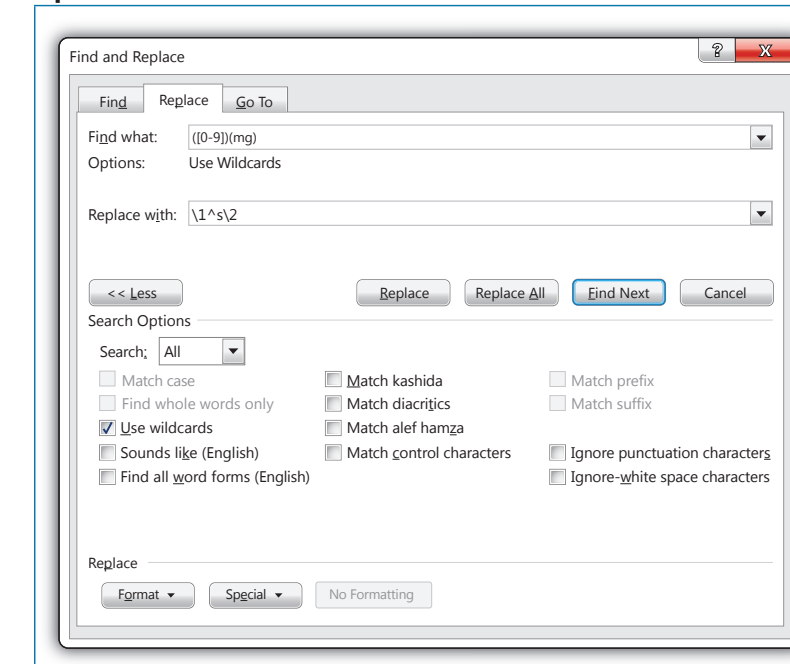 Find and Replace
Find Replace Go To
Find what: ([0-9])(mg)
Options: Use Wildcards
Replace with: \1^s\2
<< Less Replace Replace All Find Next Cancel
Search Options
Search: All
Match case Match kashida Match prefix
Find whole words only Match diacritics Match suffix
Use wildcards Match alef hamza
Sounds like (English) Match control characters Ignore punctuation characters
Find all word forms (English) Ignore-white space characters
Replace
Format Special No Formatting